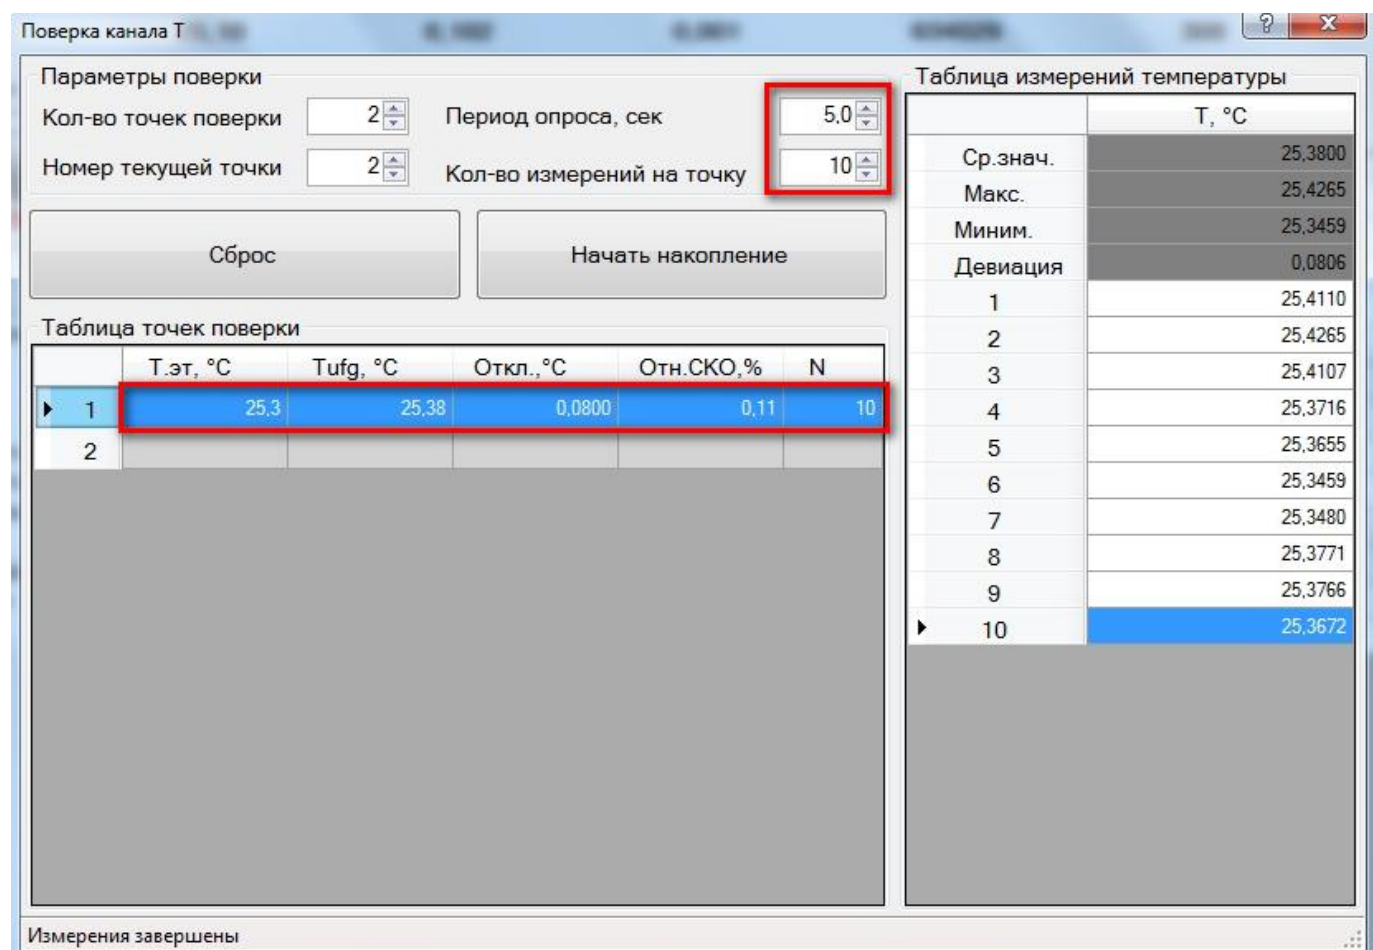 Поверка канала Т
Параметры поверки
Кол-во точек поверки 2 Период опроса, сек 5,0
Номер текущей точки 2 Кол-во измерений на точку 10
Сброс Начать накопление
Таблица точек поверки
Т.эт, °C Tufg, °C Откл.,°C Отн.СКО,% N
1 25,3 25,38 0,0800 0,11 10
2
Таблица измерений температуры
T, °C
Ср.знач. 25,3800
Макс. 25,4265
Миним. 25,3459
Девиация 0,0806
1 25,4110
2 25,4265
3 25,4107
4 25,3716
5 25,3655
6 25,3459
7 25,3480
8 25,3771
9 25,3766
10 25,3672
Измерения завершены